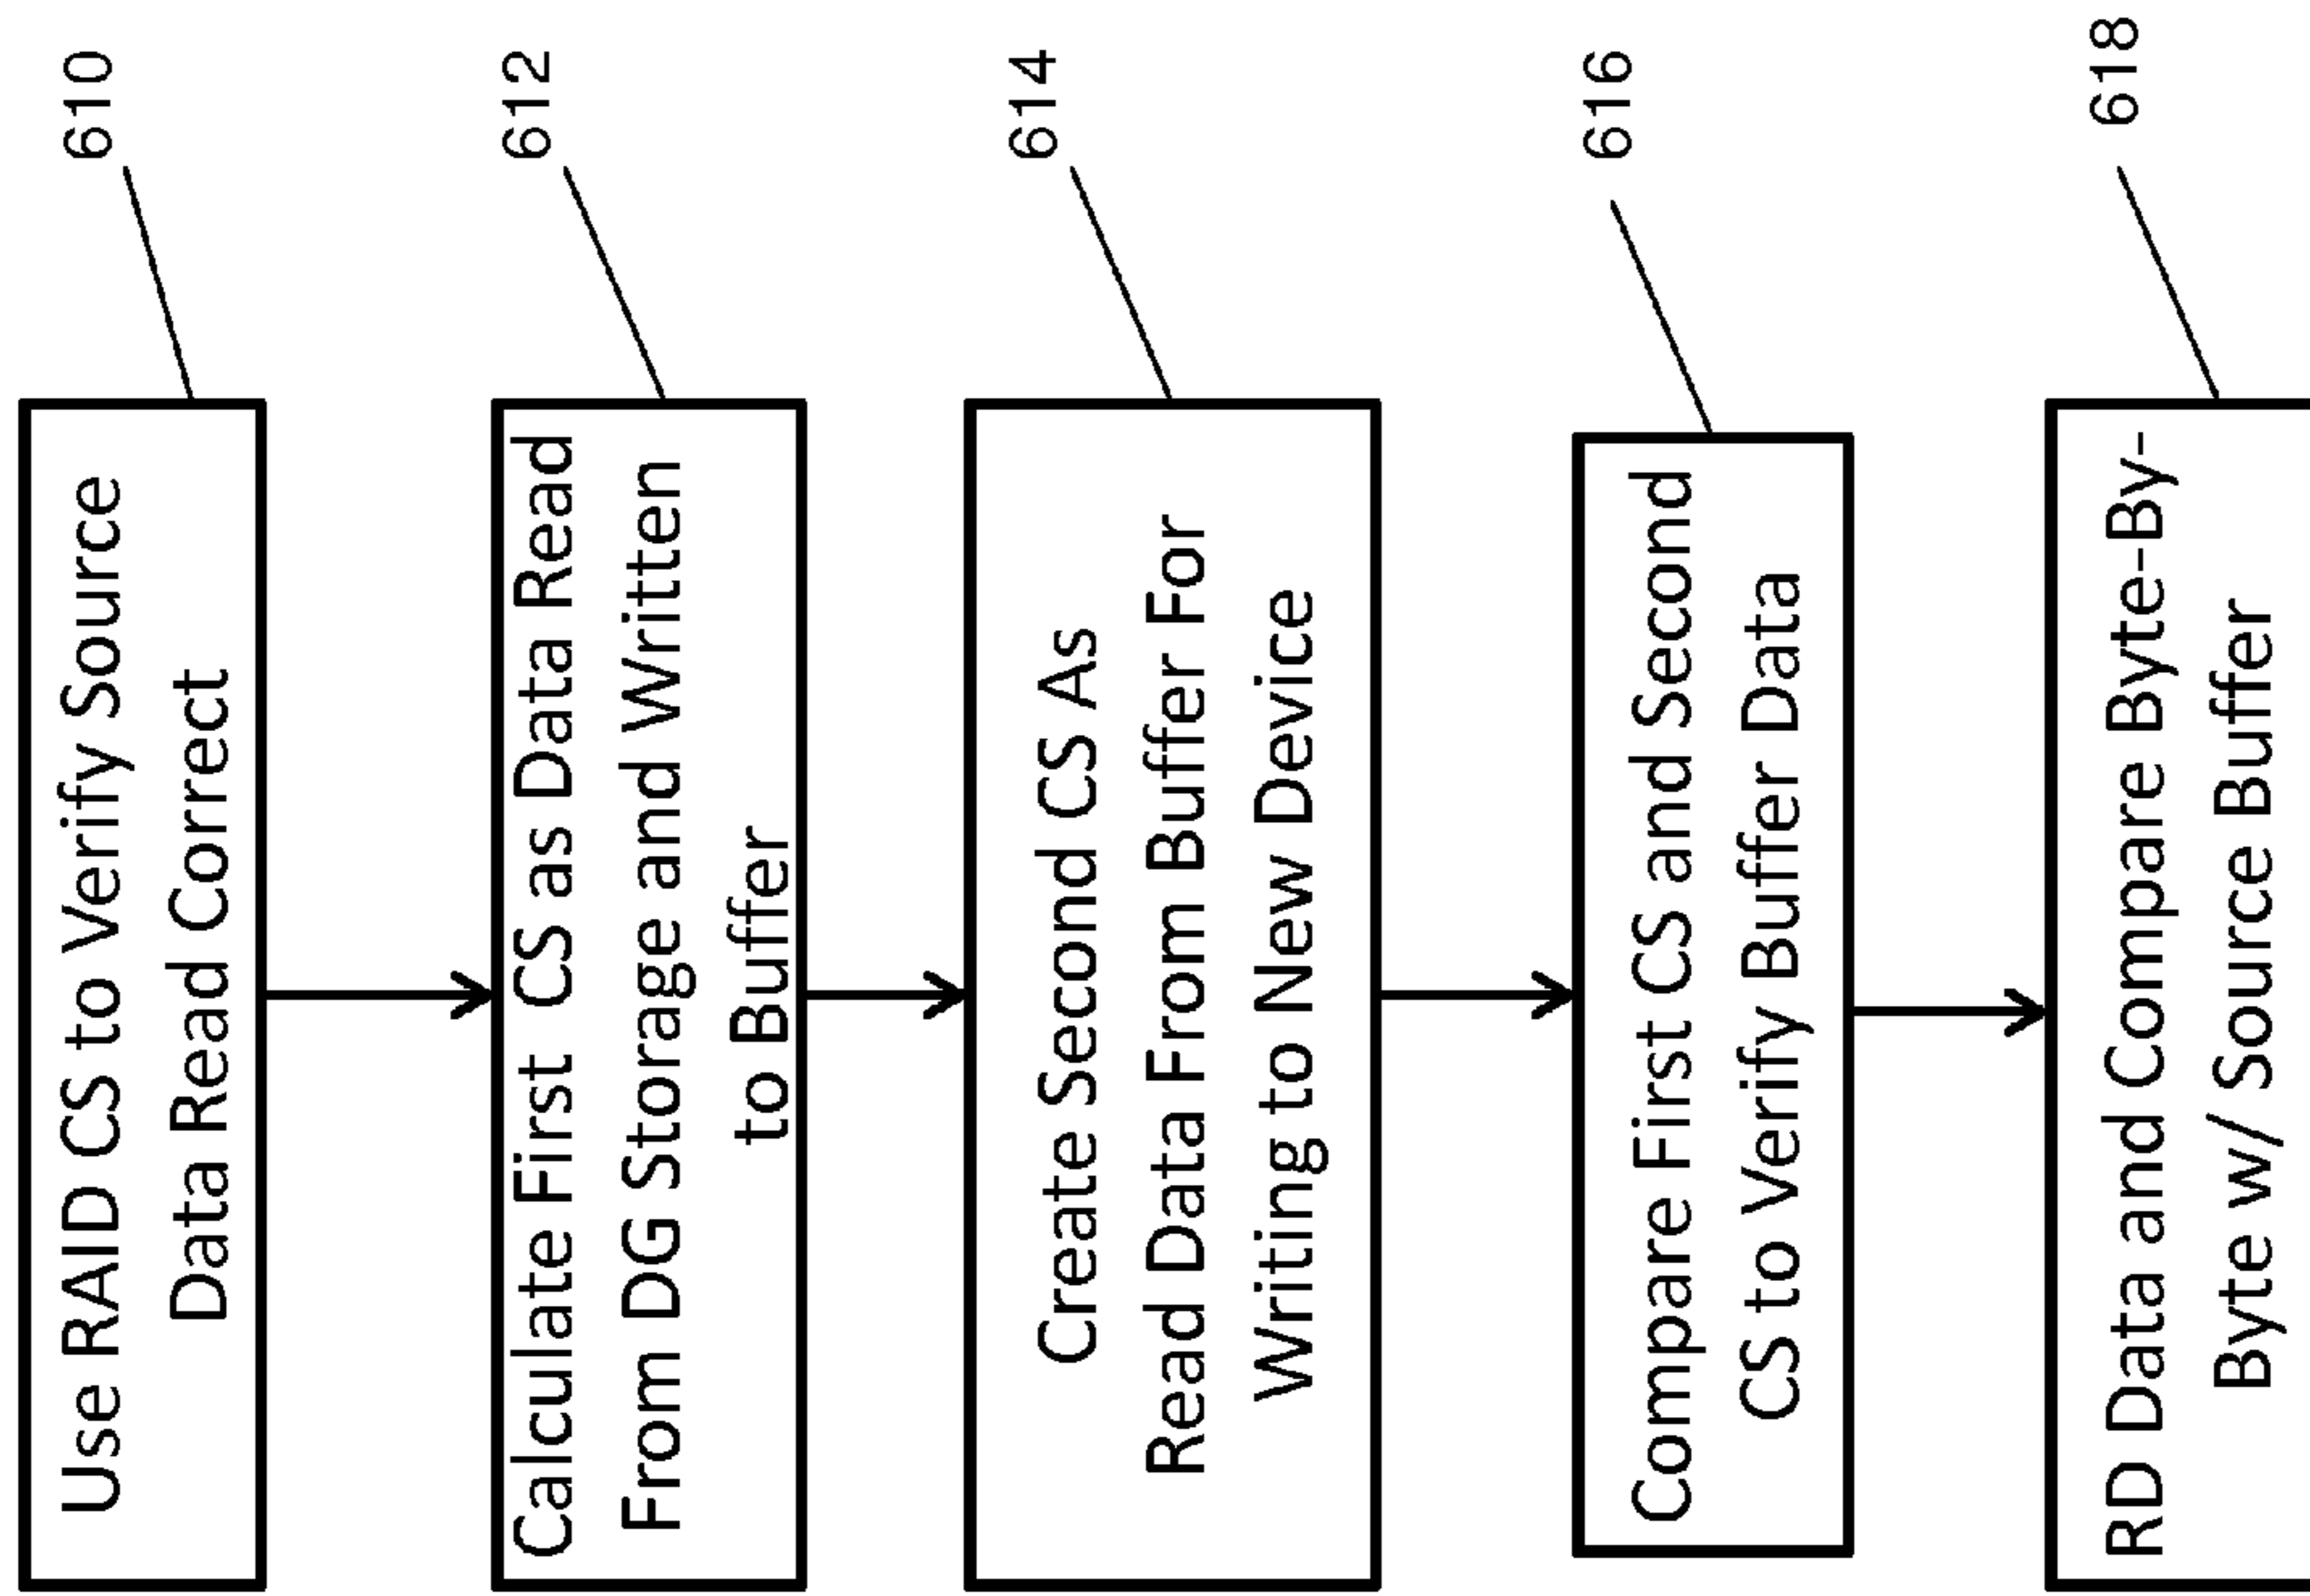 610
Use RAID CS to Verify Source
Data Read Correct
612
Calculate First CS as Data Read
From DG Storage and Written
to Buffer
614
Create Second CS As
Read Data From Buffer For
Writing to New Device
616
Compare First CS and Second
CS to Verify Buffer Data
618
RD Data and Compare Byte-By-
Byte w/ Source Buffer